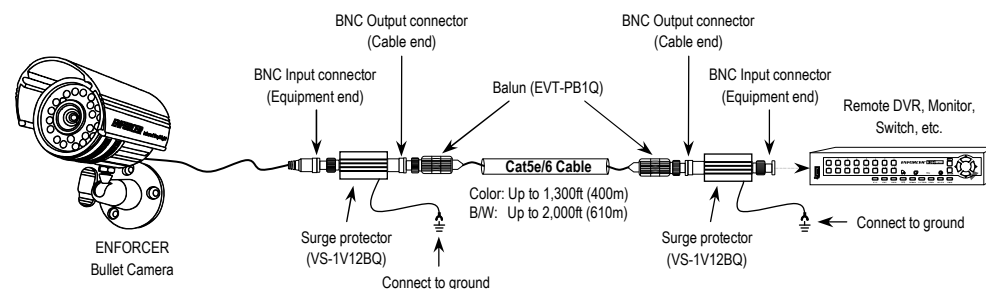 BNC Output connector
(Cable end)
BNC Output connector
(Cable end)
BNC Input connector
(Equipment end)
Balun (EVT-PB1Q)
BNC Input connector
(Equipment end)
Remote DVR, Monitor,
Switch, etc.
ENFORCER
ENFORCER
Cat5e/6 Cable
Color: Up to 1,300ft (400m)
B/W: Up to 2,000ft (610m)
Connect to ground
Surge protector
(VS-1V12BQ)
Surge protector
(VS-1V12BQ)
ENFORCER
Bullet Camera
Connect to ground